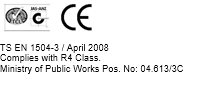 CE
TS EN 1504-3 / April 2008
Complies with R4 Class.
Ministry of Public Works Pos. No: 04.613/3C